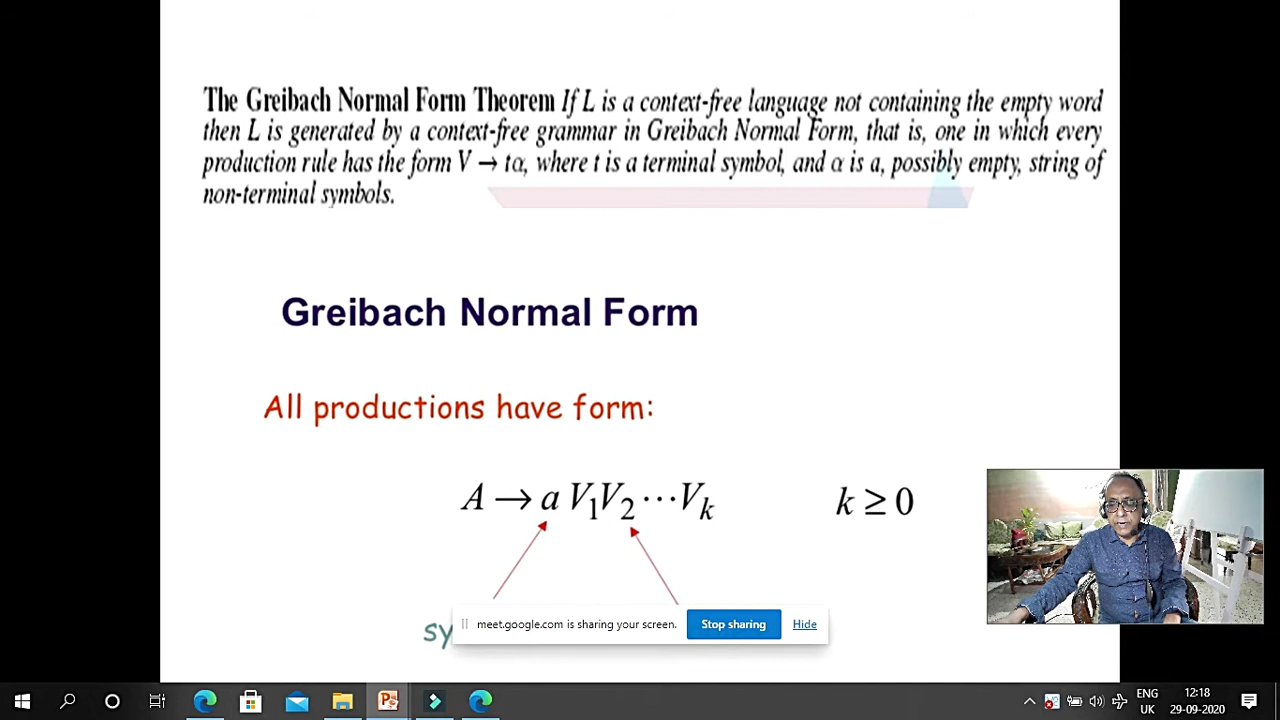 The Greibach Normal Form Theorem If L is a context-free language not containing the empty word
then L is generated by a context-free grammar in Greibach Normal Form, that is, one in which every
production rule has the form V → tα, where t is a terminal symbol, and α is a, possibly empty, string of
non-terminal symbols.
Greibach Normal Form
All productions have form:
A → a V₁V₂ ⋯ Vₖ k ≥ 0
sy
meet.google.com is sharing your screen. Stop sharing Hide
ENG 12:18
UK 29-09-2020